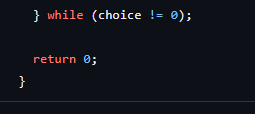 } while (choice != 0);
return 0;
}